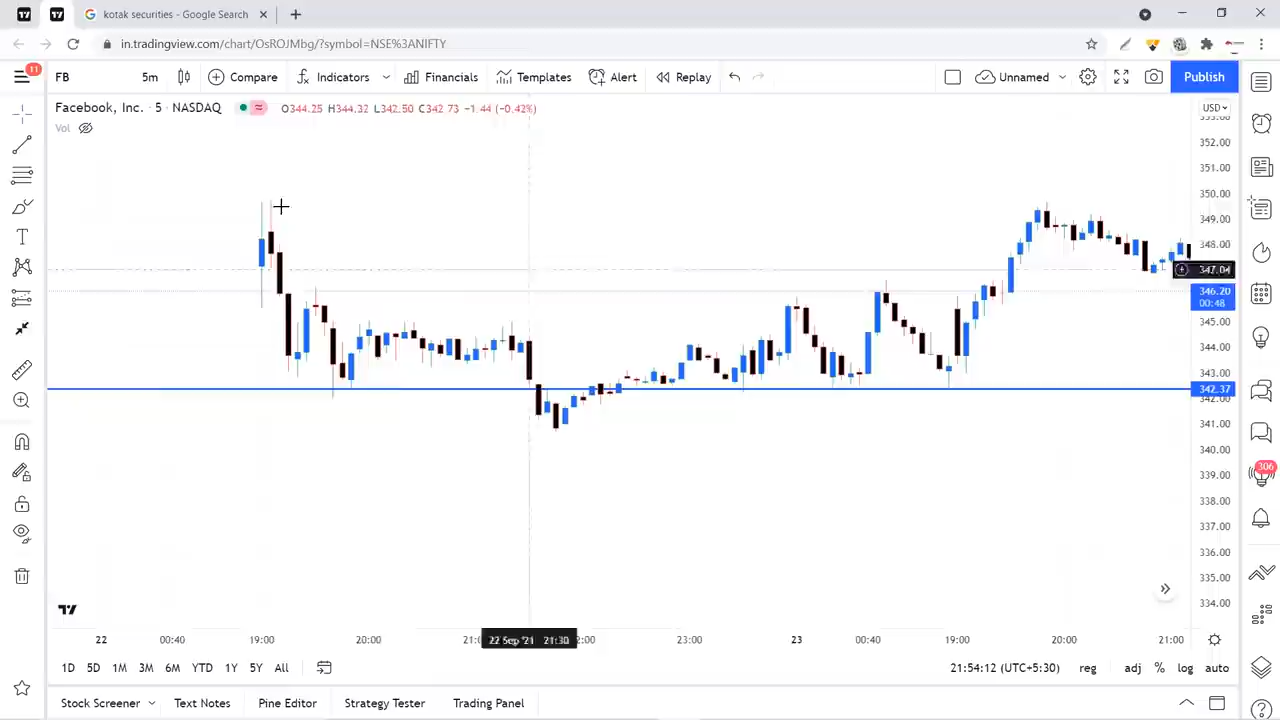 kotak securities - Google Search
in.tradingview.com/chart/OsROJMbg/?symbol=NSE%3ANIFTY
11
FB 5m Compare Indicators Financials Templates Alert Replay Unnamed Publish
Facebook, Inc. · 5 · NASDAQ O344.25 H344.32 L342.50 C342.73 −1.44 (−0.42%)
USD
Vol
353.00
352.00
351.00
350.00
349.00
348.00
347.04
346.20
00:48
345.00
344.00
343.00
342.37
342.00
341.00
340.00
339.00
306
338.00
337.00
336.00
335.00
334.00
22 00:40 19:00 20:00 22 Sep '21 21:30 23:00 23 00:40 19:00 20:00 21:00
1D 5D 1M 3M 6M YTD 1Y 5Y All 21:54:12 (UTC+5:30) reg adj % log auto
Stock Screener Text Notes Pine Editor Strategy Tester Trading Panel